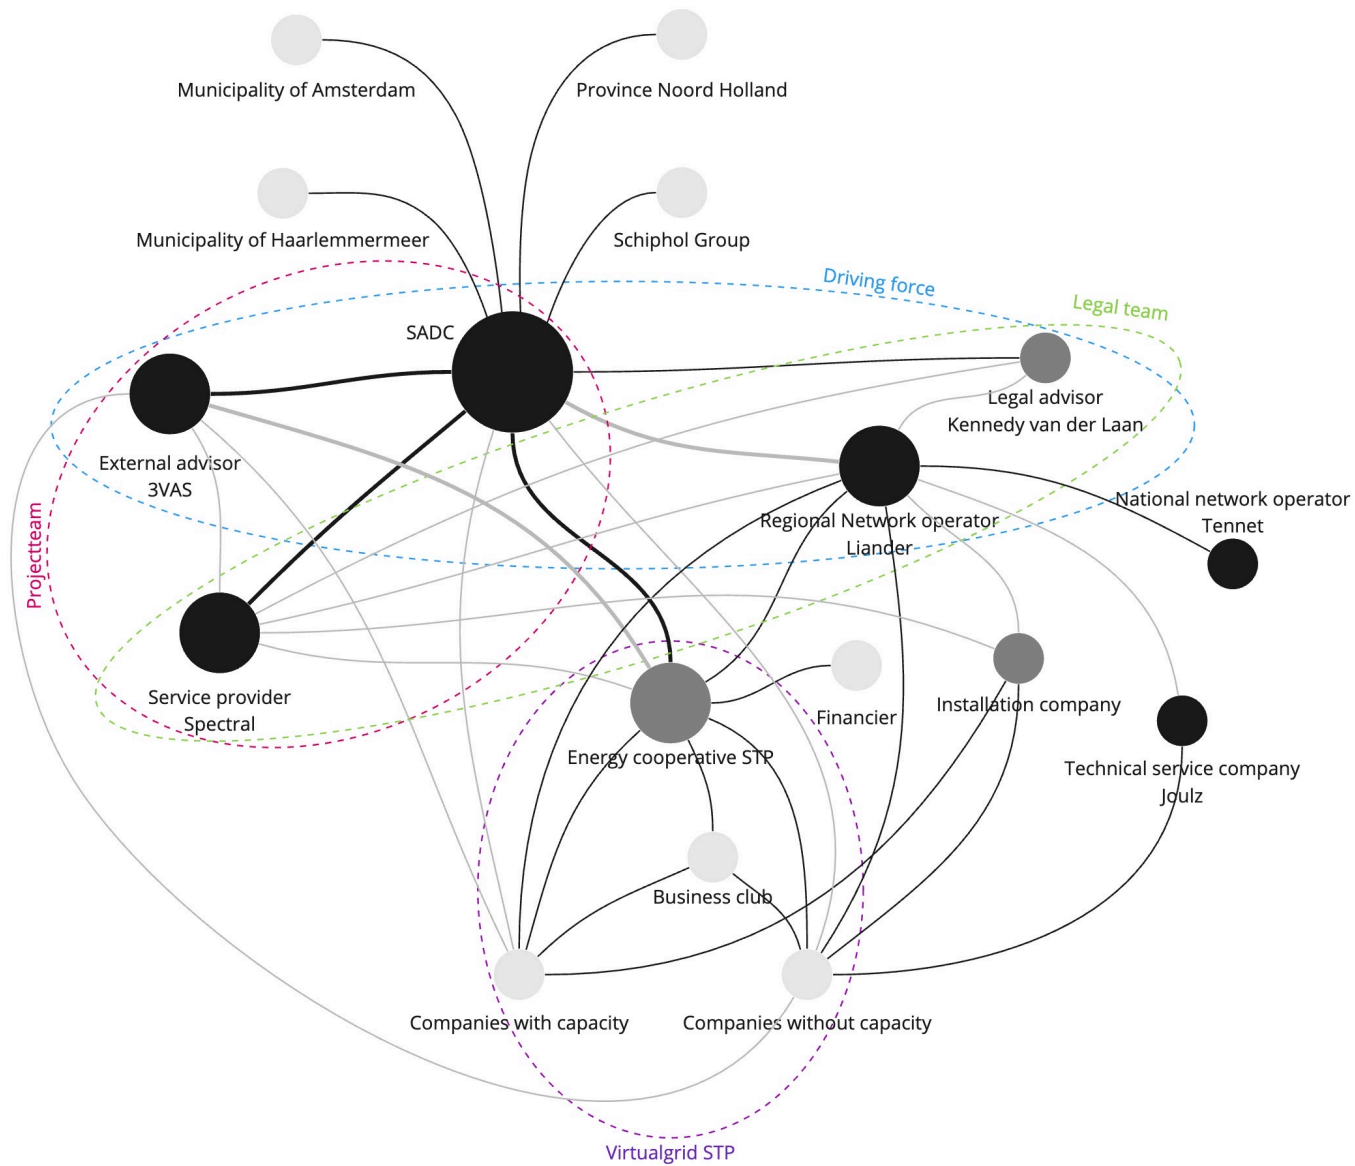 Municipality of Amsterdam
Province Noord Holland
Municipality of Haarlemmermeer
Schiphol Group
Driving force
Legal team
SADC
Legal advisor
Kennedy van der Laan
External advisor
3VAS
National network operator
Tennet
Regional Network operator
Liander
Projectteam
Service provider
Spectral
Installation company
Financier
Energy cooperative STP
Technical service company
Joulz
Business club
Companies with capacity
Companies without capacity
Virtualgrid STP